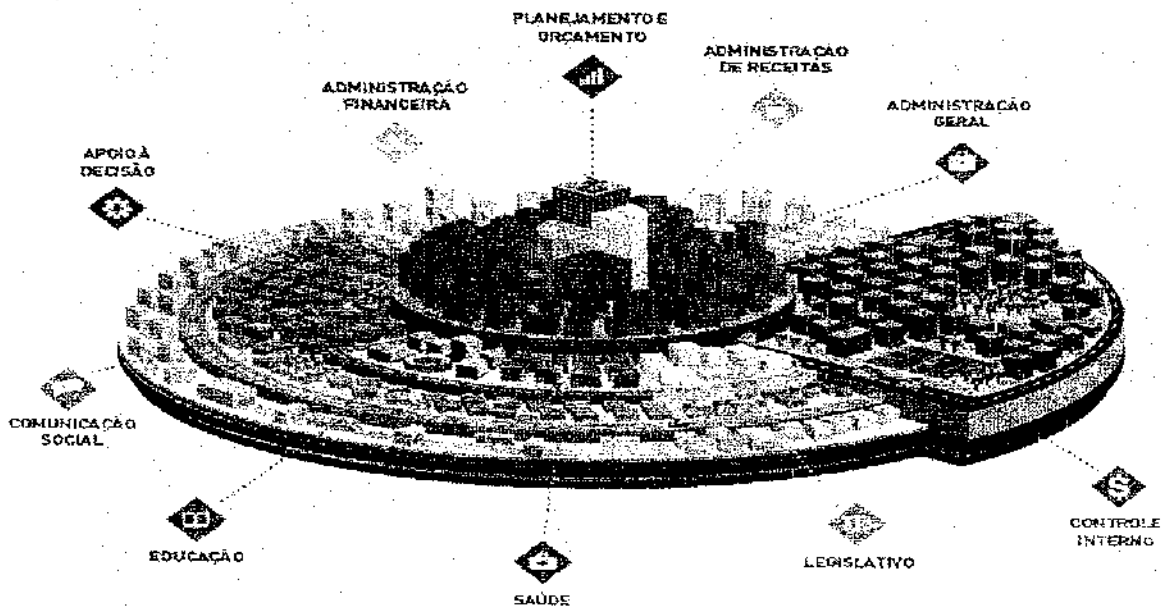 PLANEJAMENTO E
ORÇAMENTO
ADMINISTRAÇÃO
DE RECEITAS
ADMINISTRAÇÃO
FINANCEIRA
ADMINISTRAÇÃO
GERAL
APOIO À
DECISÃO
COMUNICAÇÃO
SOCIAL
EDUCAÇÃO
SAÚDE
LEGISLATIVO
CONTROLE
INTERNO